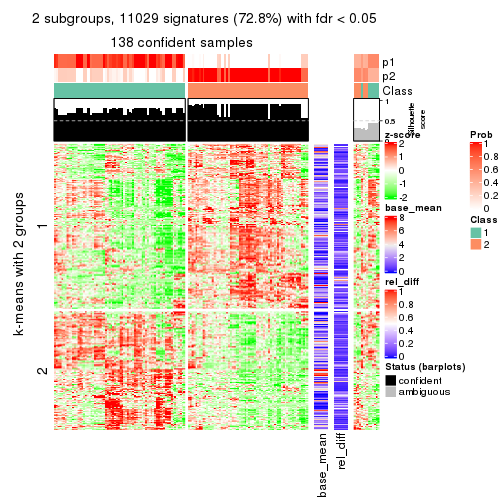 2 subgroups, 11029 signatures (72.8%) with fdr < 0.05
138 confident samples
p1
p2
Class
1
0.5
0
Silhouette
score
k-means with 2 groups
1
2
base_mean
rel_diff
z-score
2
1
0
-1
-2
base_mean
8
6
4
2
0
rel_diff
1
0.8
0.6
0.4
0.2
0
Status (barplots)
confident
ambiguous
Prob
1
0.8
0.6
0.4
0.2
0
Class
1
2